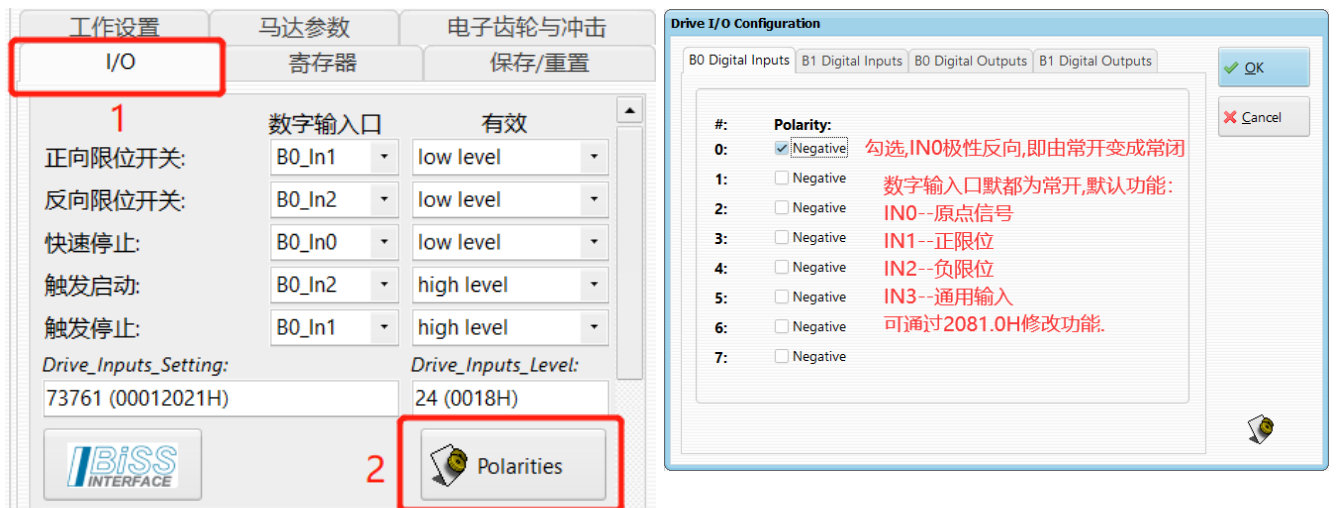 工作设置 马达参数 电子齿轮与冲击
I/O 寄存器 保存/重置
1
数字输入口 有效
正向限位开关: B0_In1 low level
反向限位开关: B0_In2 low level
快速停止: B0_In0 low level
触发启动: B0_In2 high level
触发停止: B0_In1 high level
Drive_Inputs_Setting: Drive_Inputs_Level:
73761 (00012021H) 24 (0018H)
BiSS
INTERFACE
2
Polarities
Drive I/O Configuration
B0 Digital Inputs B1 Digital Inputs B0 Digital Outputs B1 Digital Outputs
OK
Cancel
#: Polarity:
0: Negative 勾选,IN0极性反向,即由常开变成常闭
1: Negative
数字输入口默都为常开,默认功能:
2: Negative
IN0--原点信号
3: Negative
IN1--正限位
4: Negative
IN2--负限位
5: Negative
IN3--通用输入
6: Negative
可通过2081.0H修改功能.
7: Negative